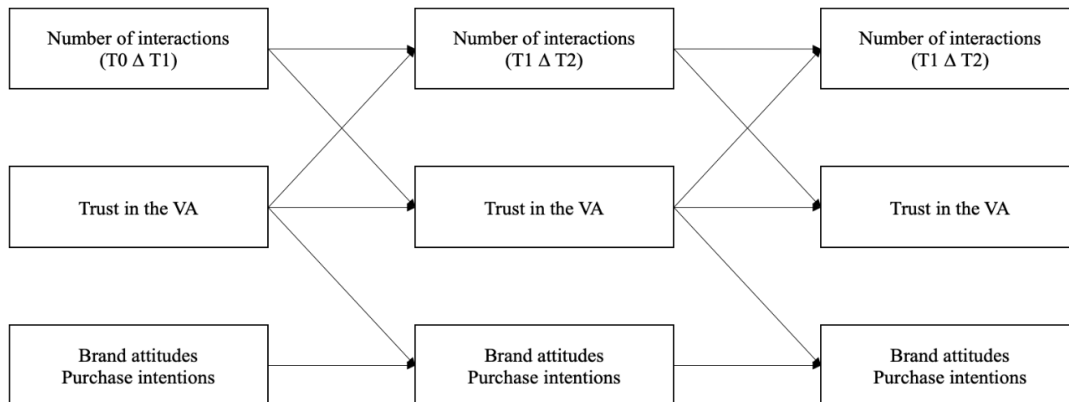 Number of interactions
(T0 Δ T1)
Number of interactions
(T1 Δ T2)
Number of interactions
(T1 Δ T2)
Trust in the VA
Trust in the VA
Trust in the VA
Brand attitudes
Purchase intentions
Brand attitudes
Purchase intentions
Brand attitudes
Purchase intentions